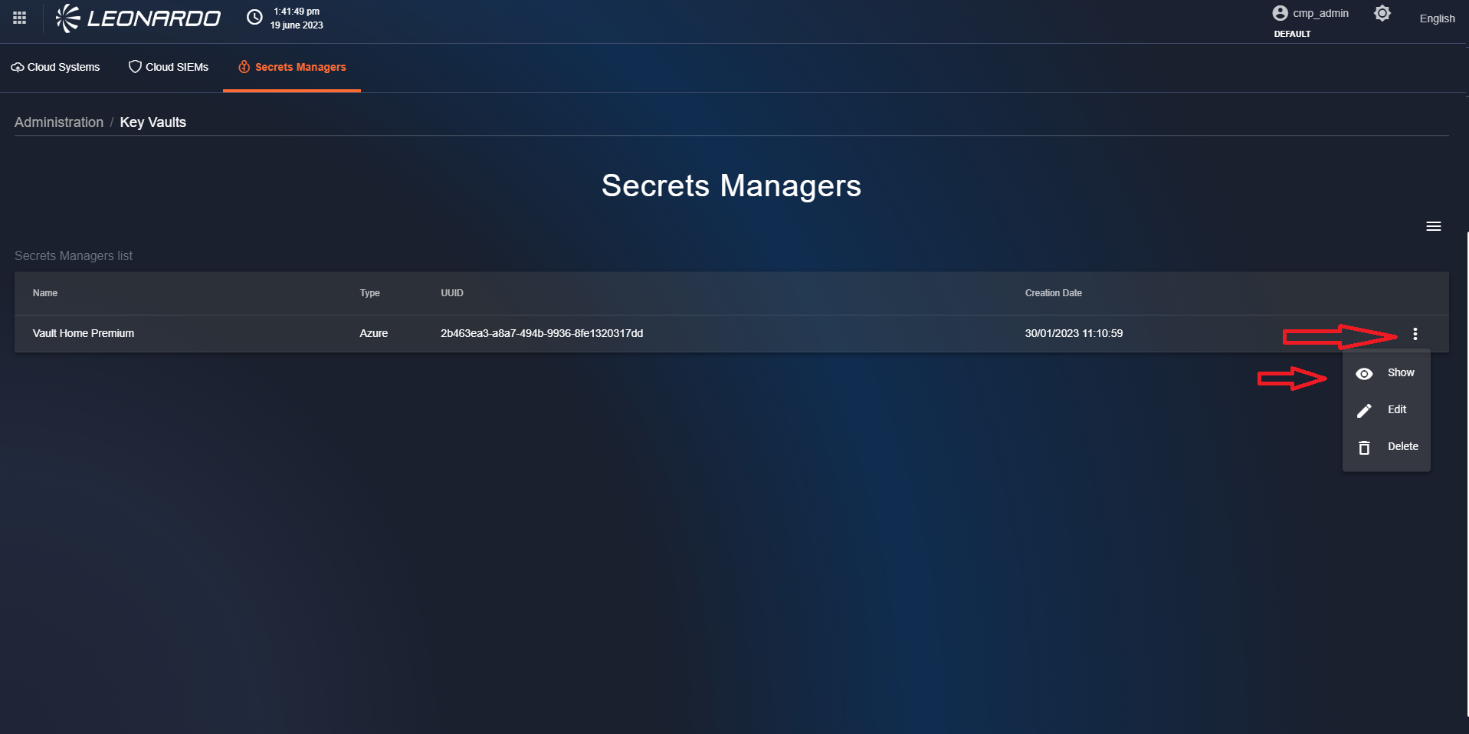 LEONARDO
1:41:49 pm
19 june 2023
cmp_admin
DEFAULT
English
Cloud Systems
Cloud SIEMs
Secrets Managers
Administration / Key Vaults
Secrets Managers
Secrets Managers list
Name Type UUID Creation Date
Vault Home Premium Azure 2b463ea3-a8a7-494b-9936-8fe1320317dd 30/01/2023 11:10:59
Show
Edit
Delete